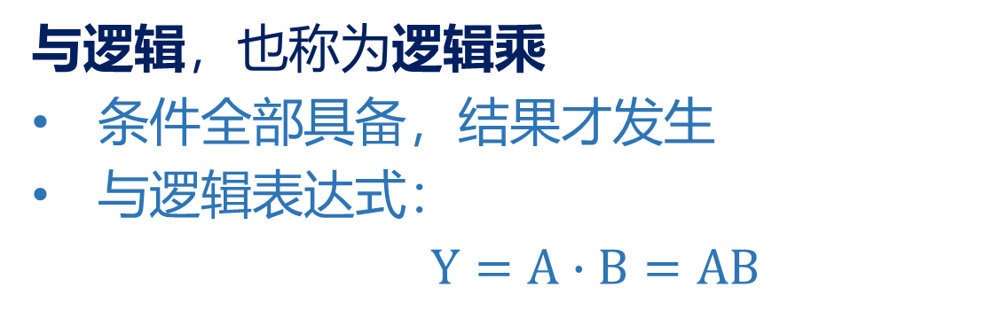 与逻辑，也称为逻辑乘
• 条件全部具备，结果才发生
• 与逻辑表达式：
Y = A · B = AB